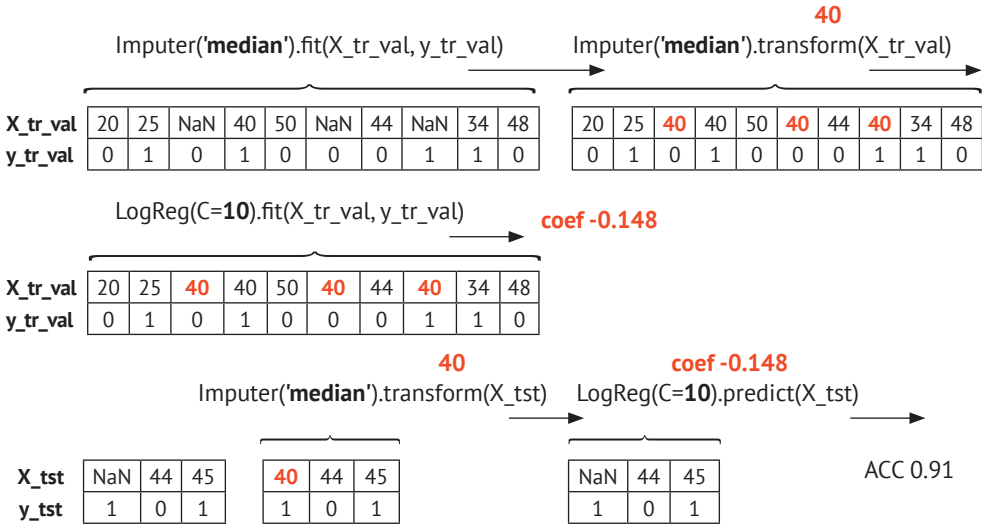 40
Imputer('median').fit(X_tr_val, y_tr_val) Imputer('median').transform(X_tr_val)
X_tr_val 20 25 NaN 40 50 NaN 44 NaN 34 48 20 25 40 40 50 40 44 40 34 48
y_tr_val 0 1 0 1 0 0 0 1 1 0 0 1 0 1 0 0 0 1 1 0
LogReg(C=10).fit(X_tr_val, y_tr_val) coef -0.148
X_tr_val 20 25 40 40 50 40 44 40 34 48
y_tr_val 0 1 0 1 0 0 0 1 1 0
40 coef -0.148
Imputer('median').transform(X_tst) LogReg(C=10).predict(X_tst)
X_tst NaN 44 45 40 44 45 NaN 44 45 ACC 0.91
y_tst 1 0 1 1 0 1 1 0 1